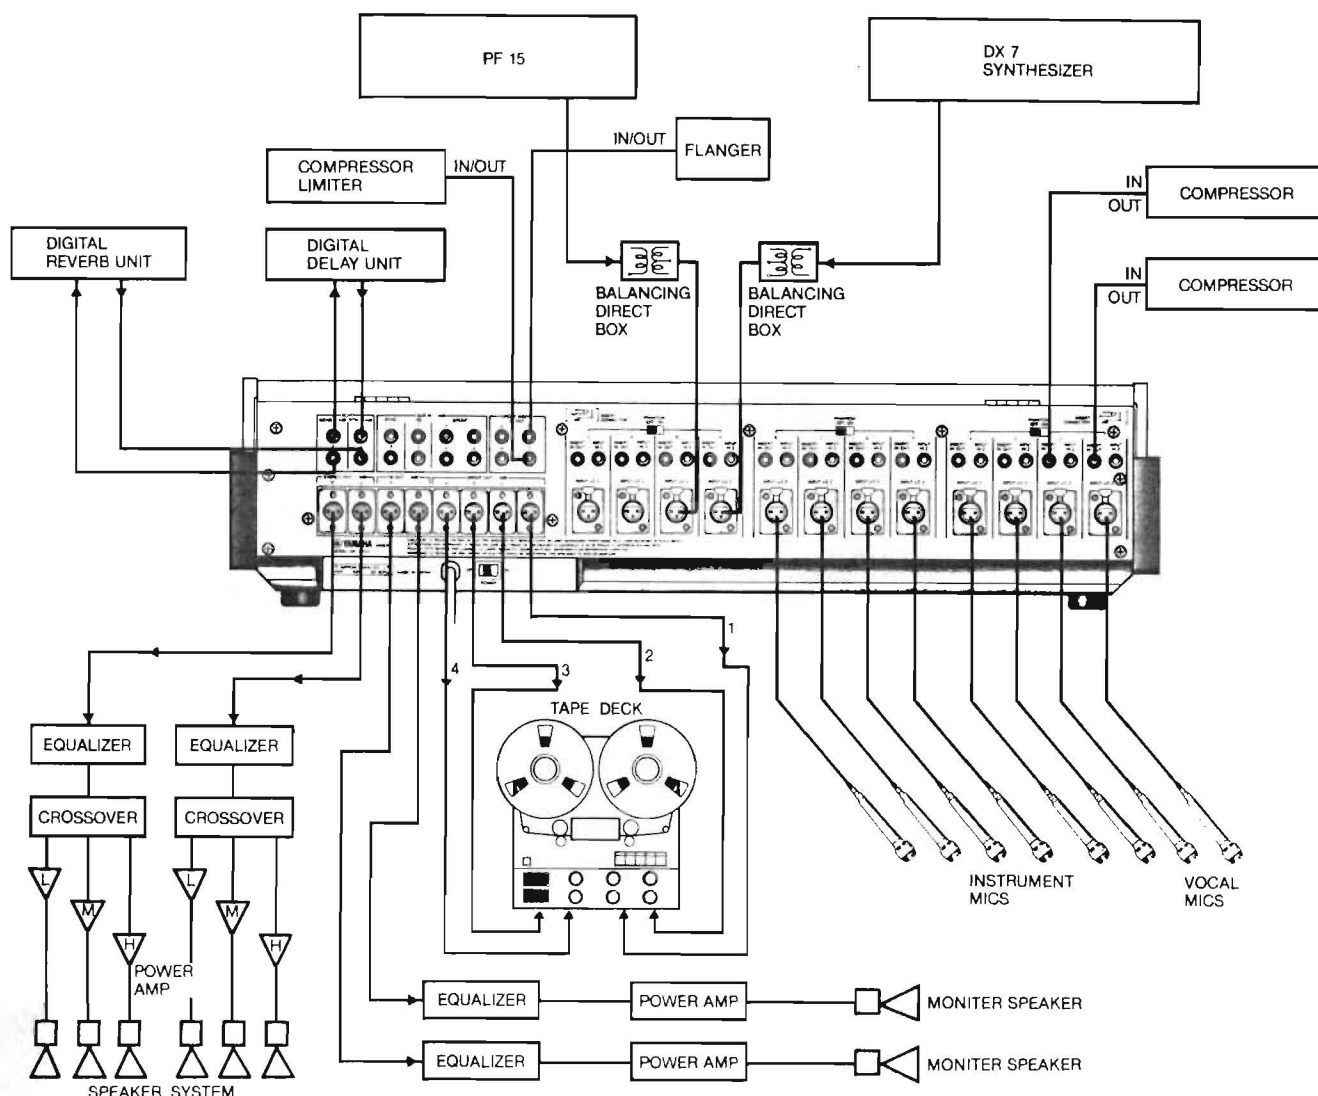 PF 15
DX 7
SYNTHESIZER
IN/OUT
FLANGER
COMPRESSOR
LIMITER
IN/OUT
IN
OUT
COMPRESSOR
DIGITAL
REVERB UNIT
DIGITAL
DELAY UNIT
IN
OUT
COMPRESSOR
BALANCING
DIRECT
BOX
BALANCING
DIRECT
BOX
YAMAHA
POWER
1
2
3
4
TAPE DECK
EQUALIZER
EQUALIZER
CROSSOVER
CROSSOVER
L
M
H
L
M
H
POWER
AMP
INSTRUMENT
MICS
VOCAL
MICS
EQUALIZER
POWER AMP
MONITER SPEAKER
EQUALIZER
POWER AMP
MONITER SPEAKER
SPEAKER SYSTEM